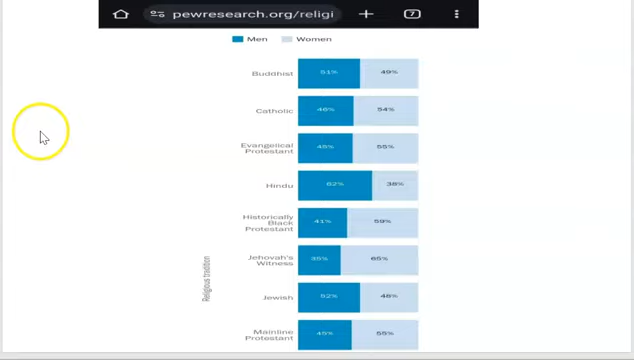 pewresearch.org/religi
7
Men Women
Buddhist 51% 49%
Catholic 46% 54%
Evangelical
Protestant 45% 55%
Hindu 62% 38%
Historically
Black
Protestant 41% 59%
Jehovah's
Witness 35% 65%
Jewish 52% 48%
Mainline
Protestant 45% 55%
Religious tradition